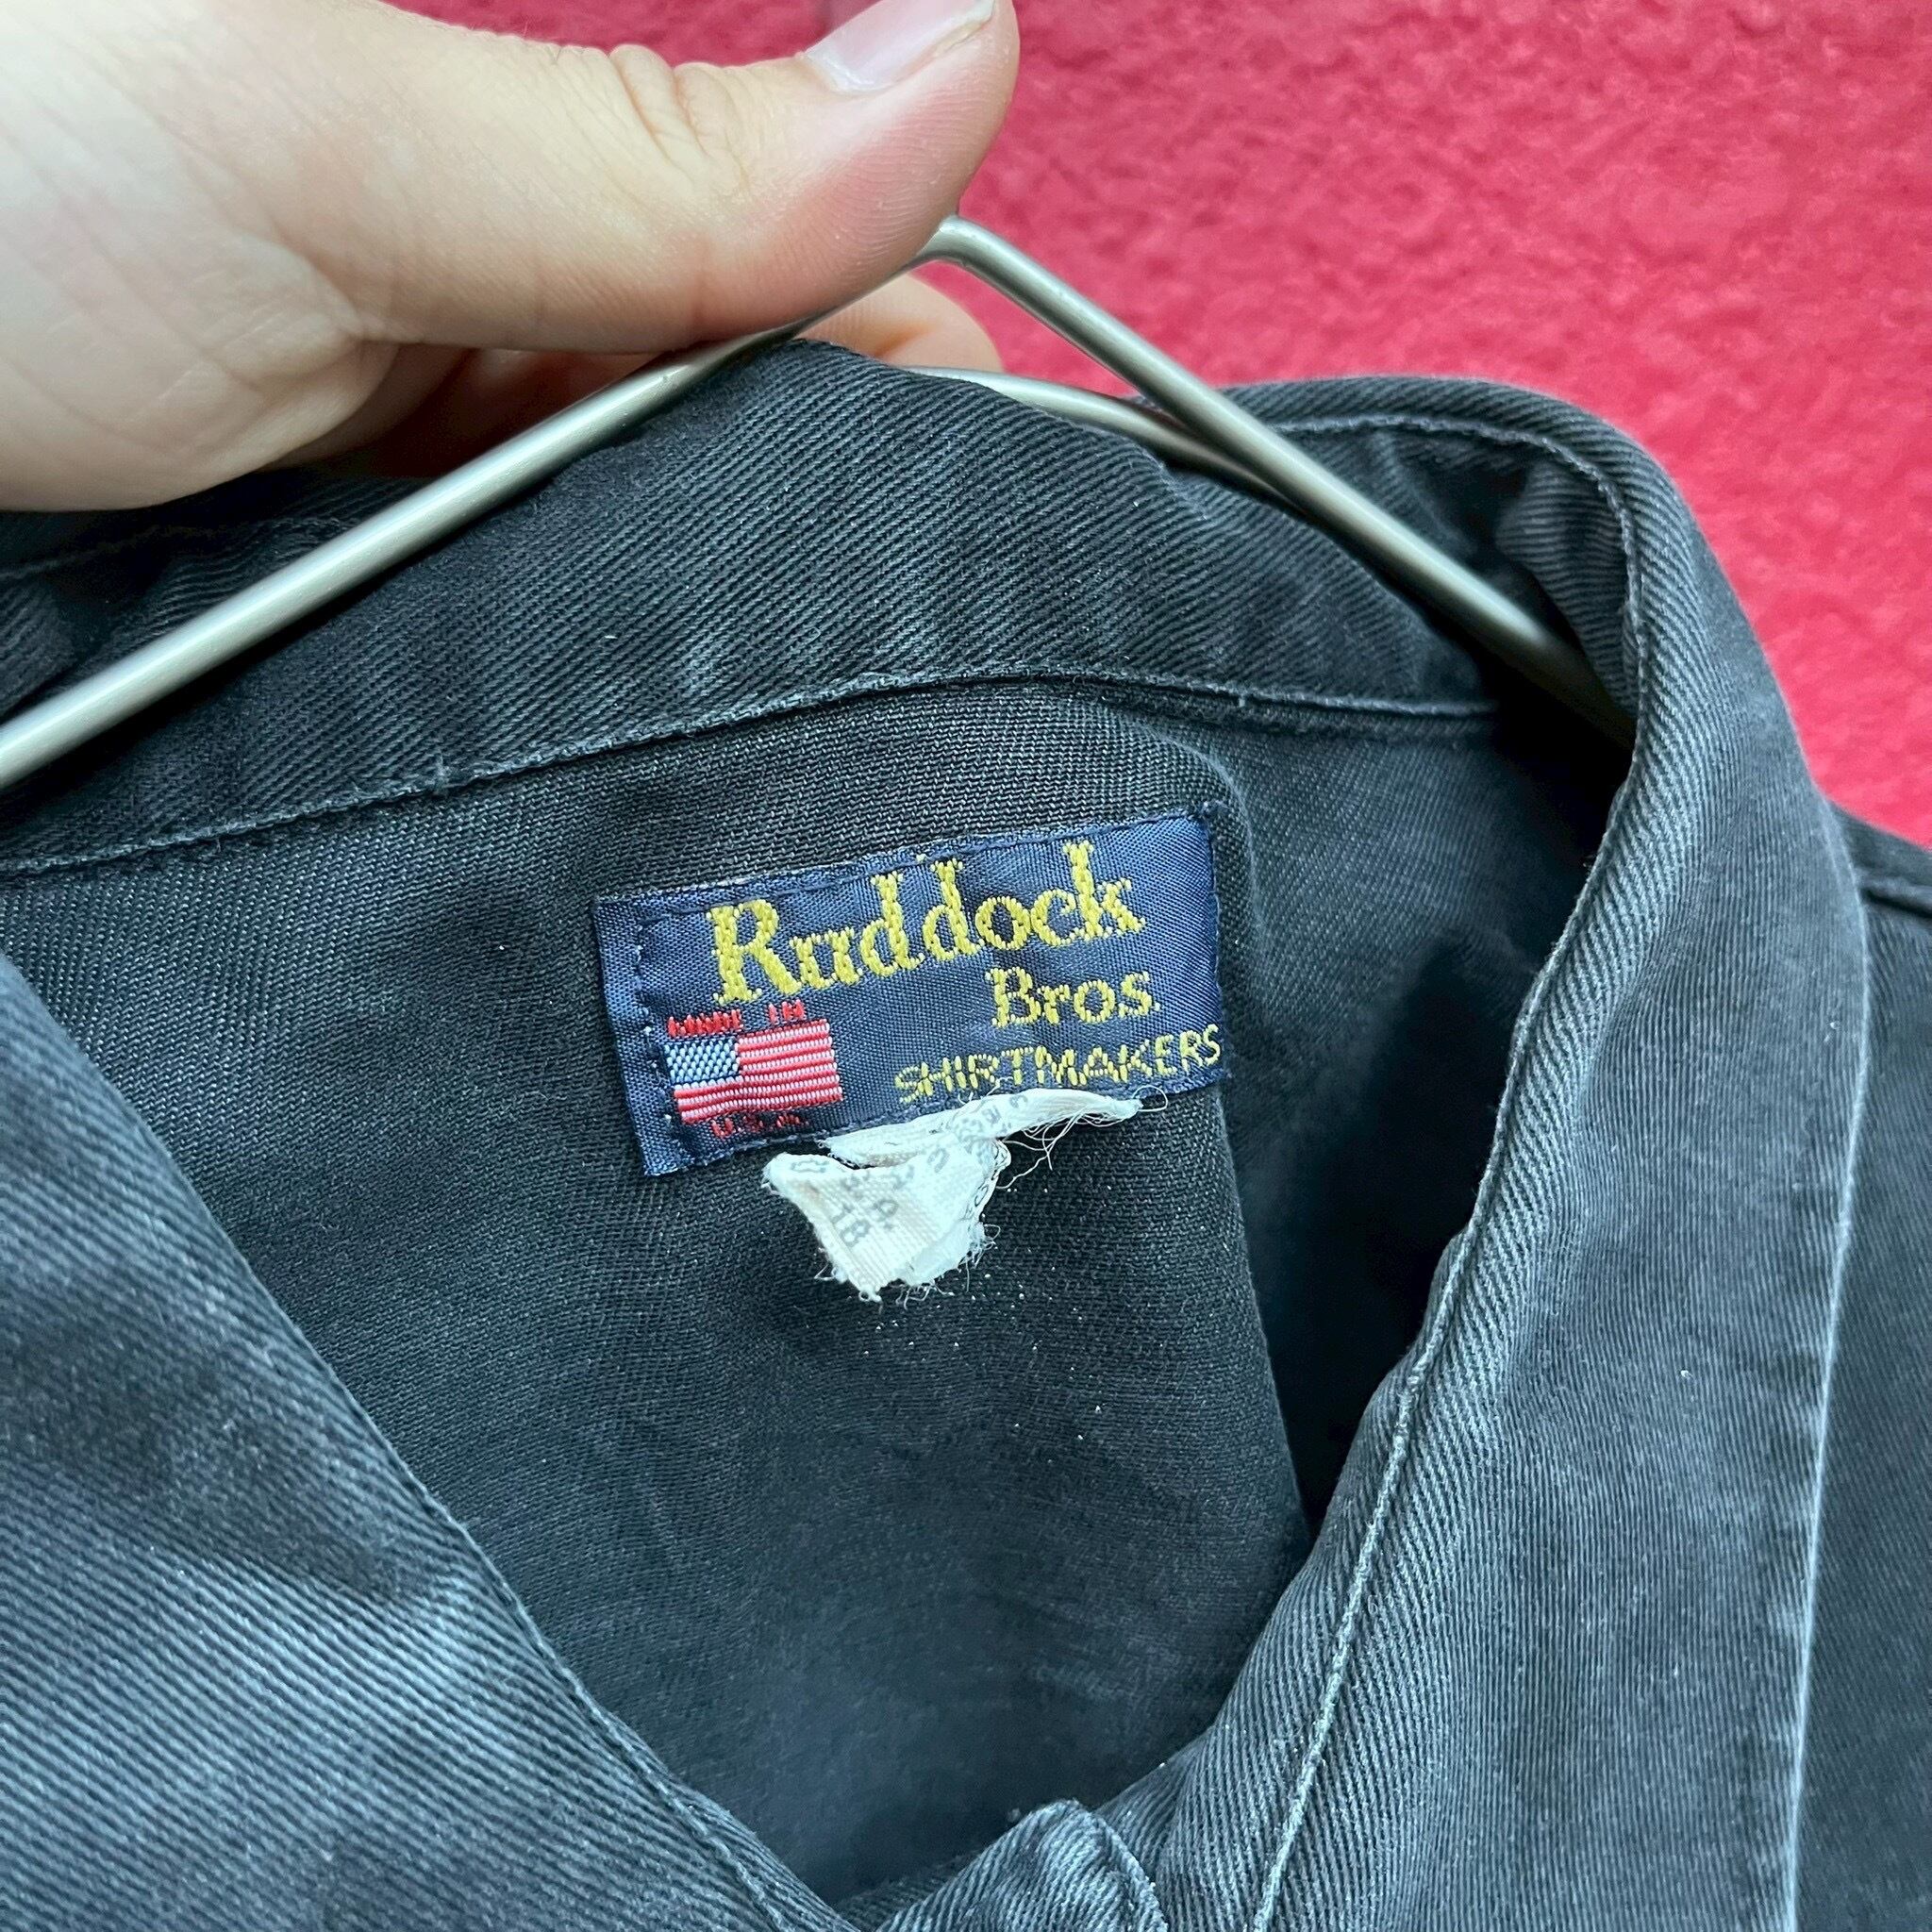 Ruddock
Bros.
MADE IN
SHIRTMAKERS
U.S.A.